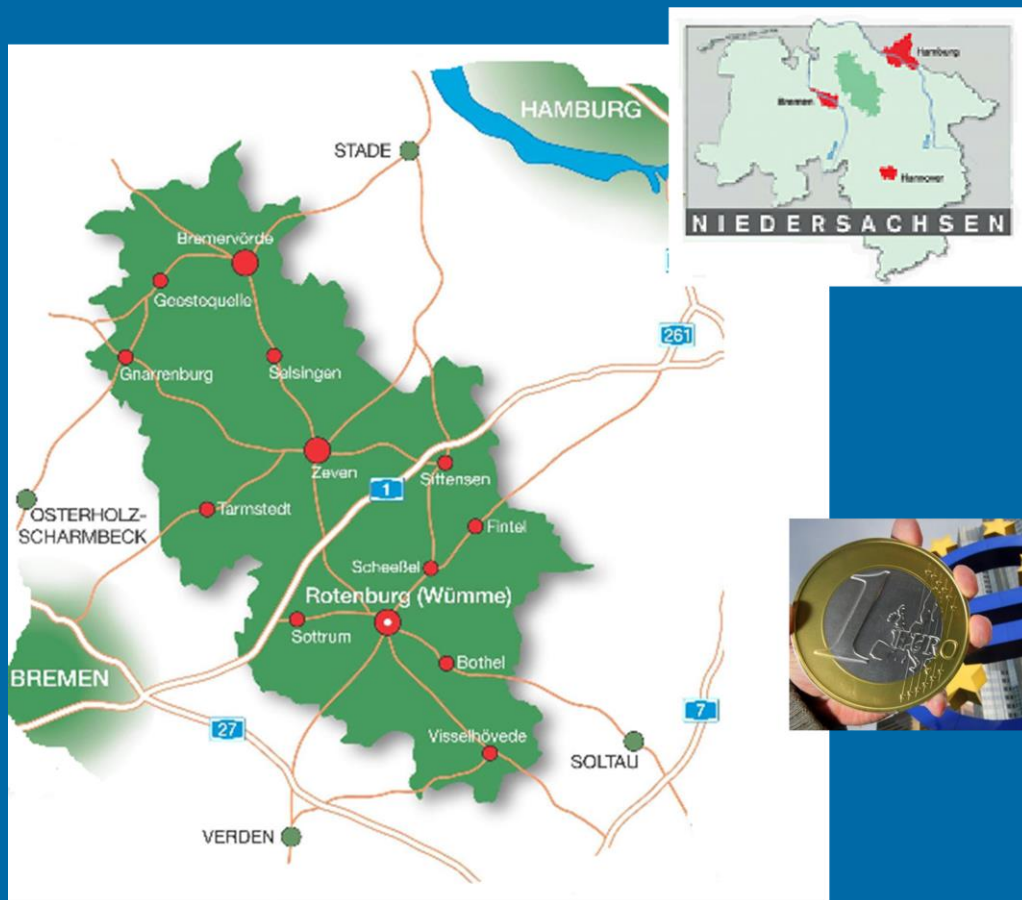 HAMBURG
STADE
Bremervörde
Geestequelle
Gnarrenburg
Selsingen
261
Zeven
Sittensen
1
Tarmstedt
OSTERHOLZ-
SCHARMBECK
Fintel
Scheeßel
Rotenburg (Wümme)
Sottrum
Bothel
BREMEN
27
7
Visselhövede
SOLTAU
VERDEN
Hamburg
Bremen
Hannover
NIEDERSACHSEN
1
EURO